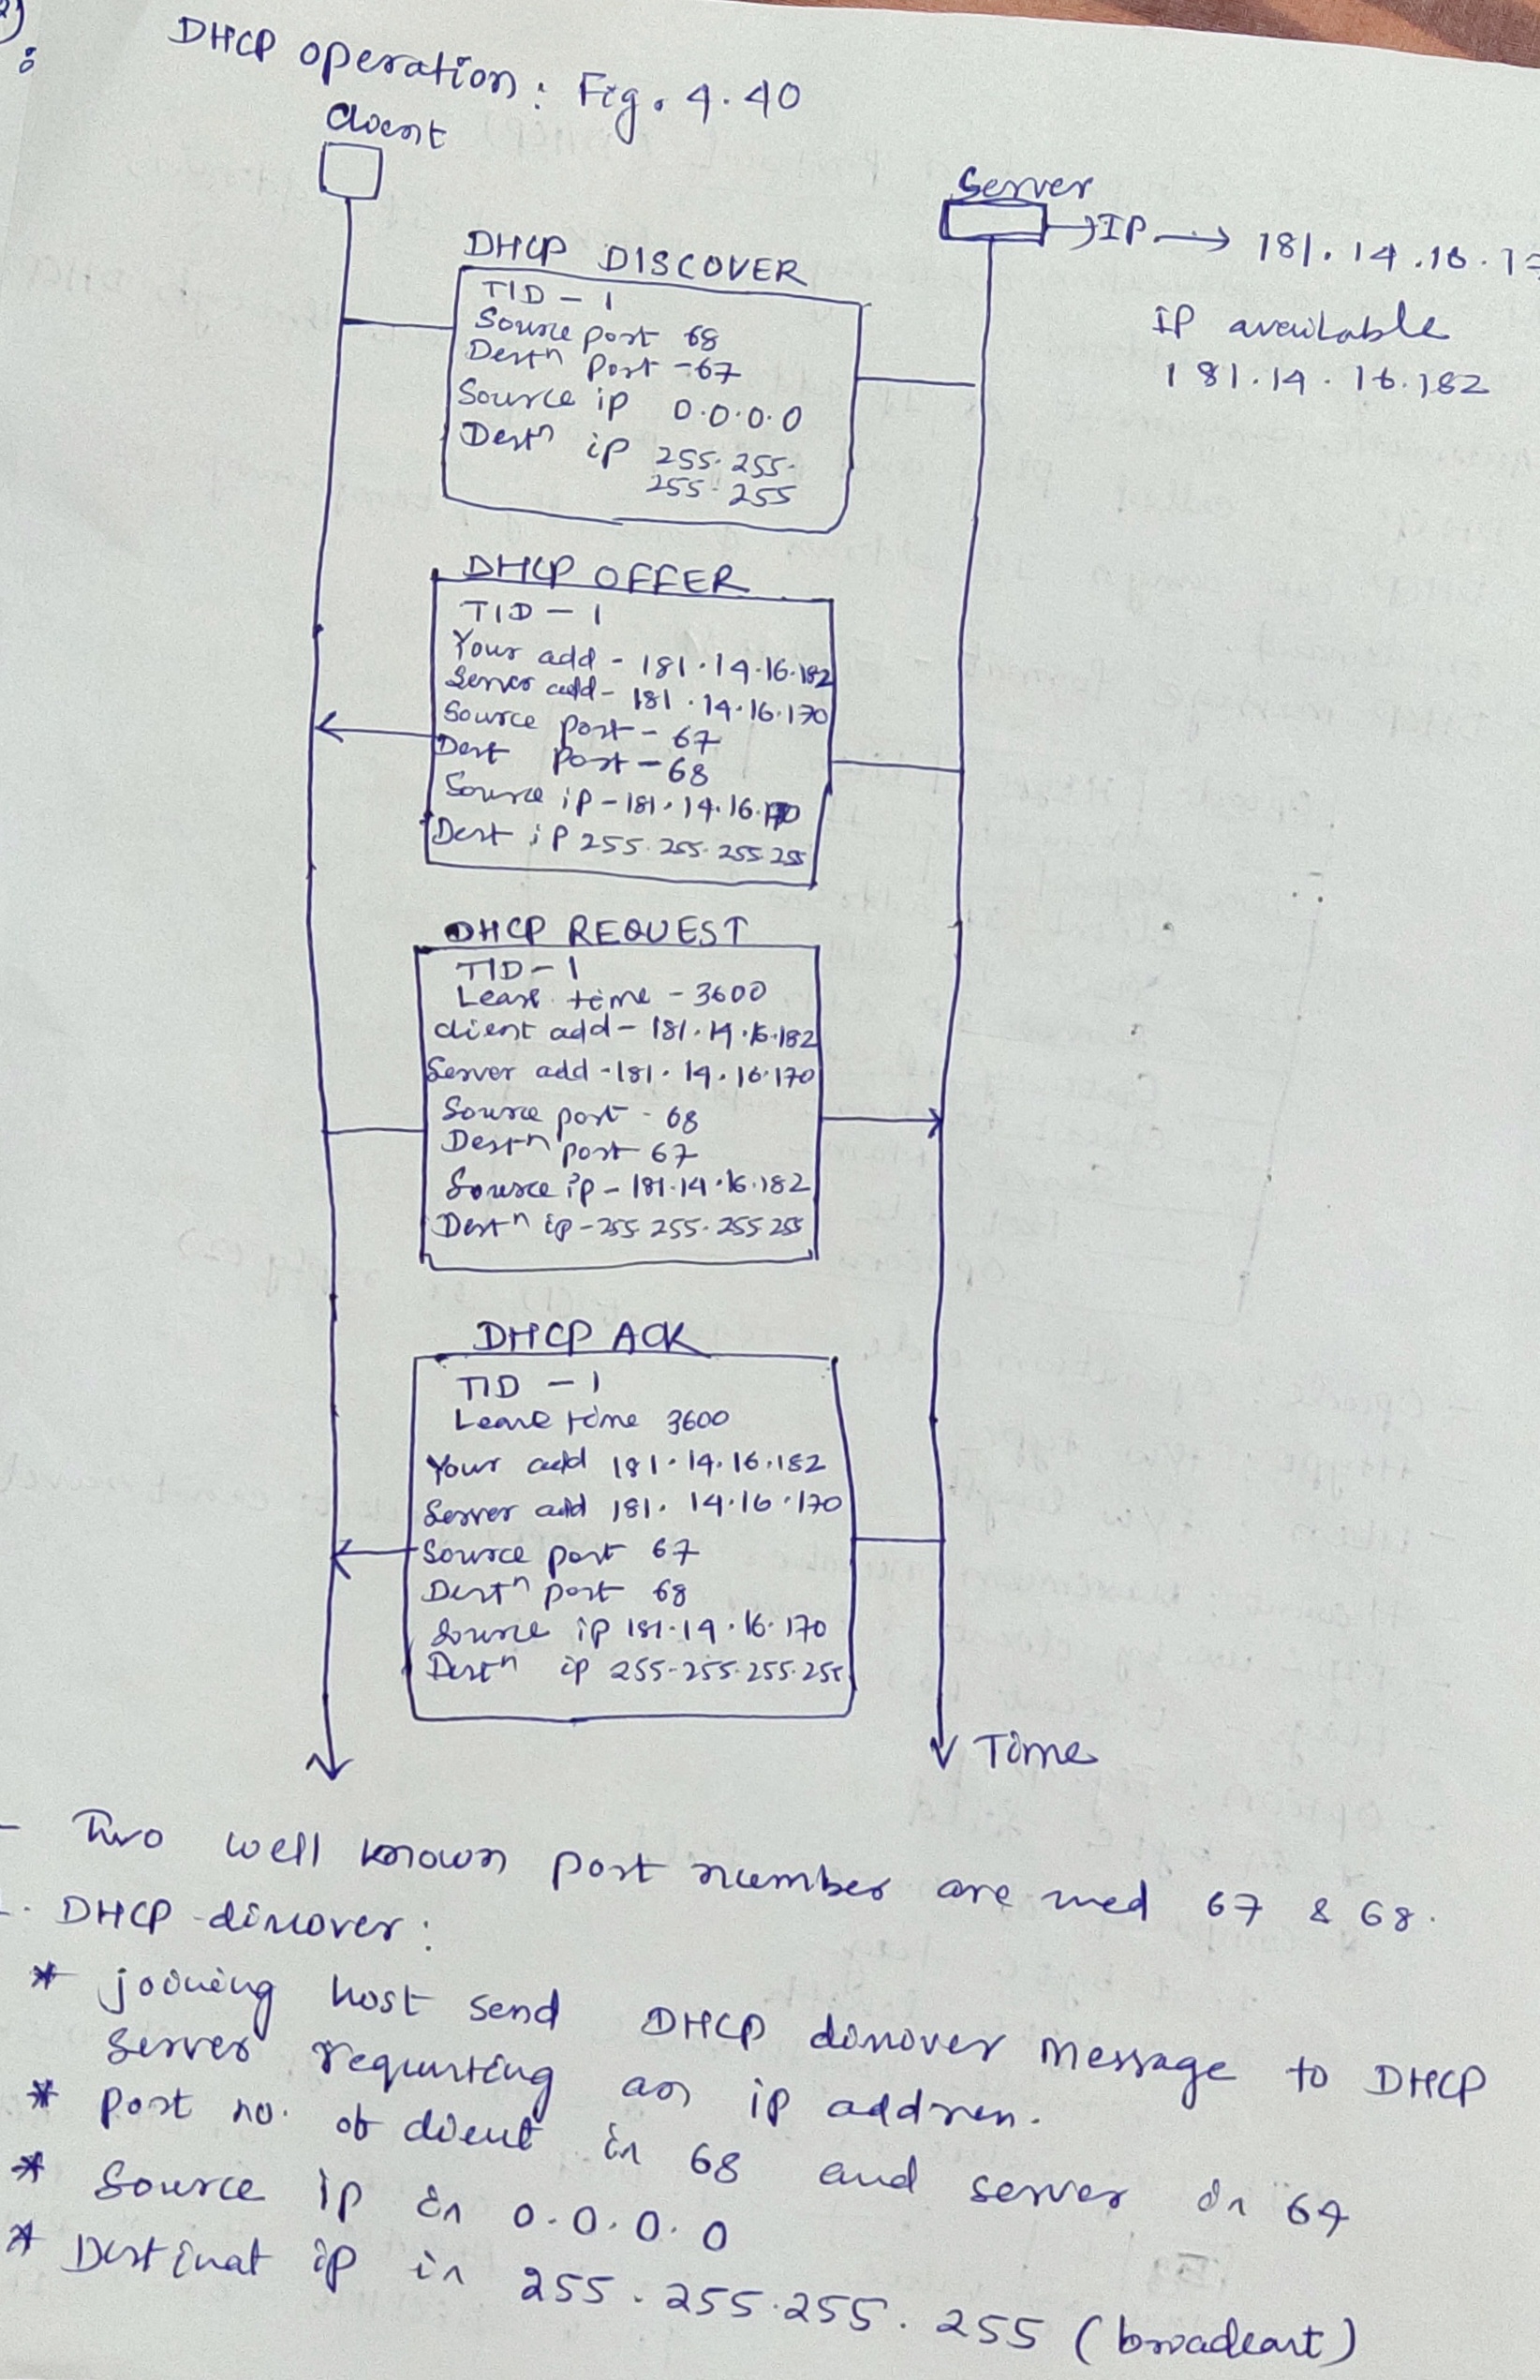 DHCP operation: Fig. 4.40
Client
Server
IP → 181.14.16.17
IP available
181.14.16.182
DHCP DISCOVER
TID - 1
Source port 68
Destn port - 67
Source ip 0.0.0.0
Destn ip 255.255.
255.255
DHCP OFFER
TID - 1
Your add - 181.14.16.182
Server add - 181.14.16.170
Source port - 67
Dest port - 68
Source ip - 181.14.16.170
Dest ip 255.255.255.255
DHCP REQUEST
TID - 1
Lease time - 3600
client add - 181.14.16.182
Server add - 181.14.16.170
Source port - 68
Destn port 67
Source ip - 181.14.16.182
Destn ip - 255.255.255.255
DHCP ACK
TID - 1
Lease time 3600
Your add 181.14.16.182
Server add 181.14.16.170
Source port 67
Destn port 68
Source ip 181.14.16.170
Destn ip 255.255.255.255
Time
- Two well known port number are used 67 & 68.
- DHCP discover:
* joining host send DHCP discover message to DHCP
server requesting an ip address.
* port no. of client is 68 and server is 67
* Source ip is 0.0.0.0
* Destinat ip is 255.255.255.255 (broadcast)